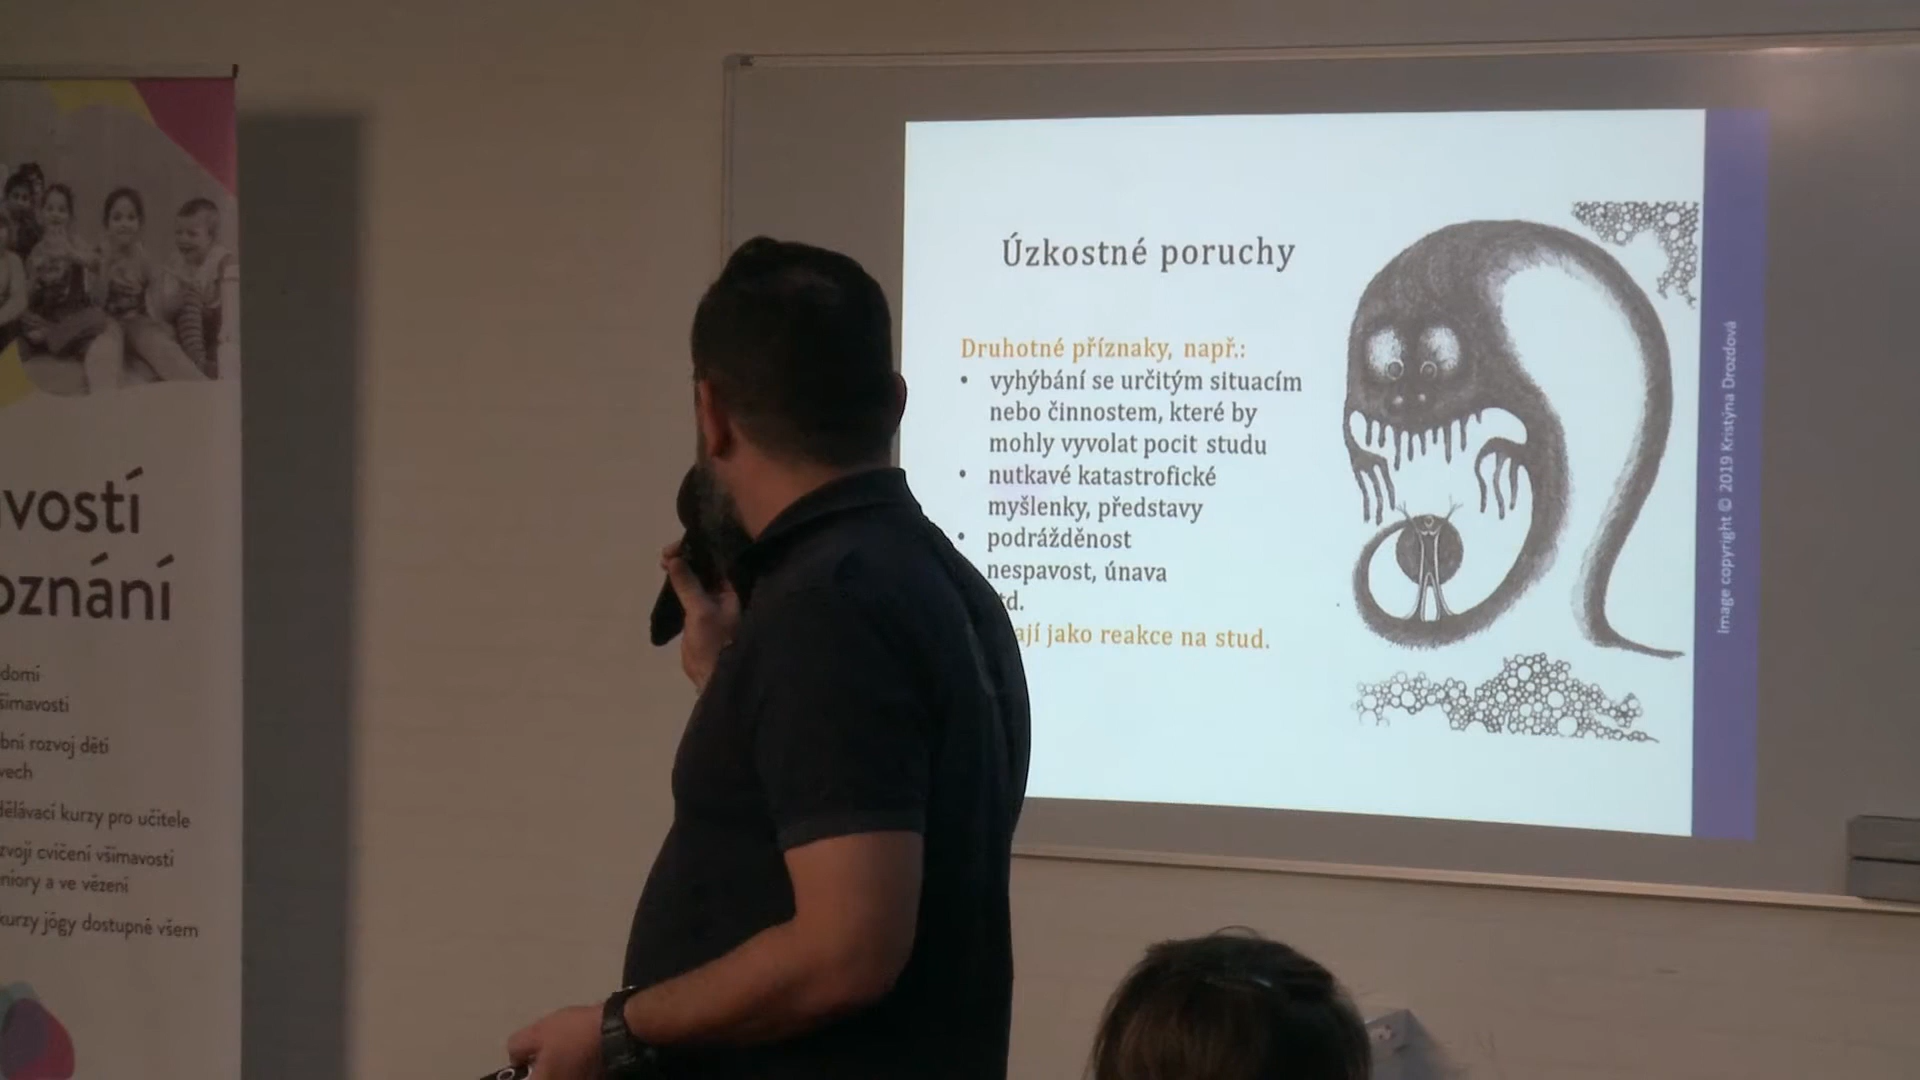 Úzkostné poruchy
Druhotné příznaky, např.:
• vyhýbání se určitým situacím
nebo činnostem, které by
mohly vyvolat pocit studu
• nutkavé katastrofické
myšlenky, představy
• podrážděnost
nespavost, únava
td.
ají jako reakce na stud.
Image copyright © 2019 Kristýna Drozdová
vostí
oznání
domí
šímavosti
bní rozvoj dětí
vech
dělávací kurzy pro učitele
zvoji cvičení všímavosti
niory a ve vězení
kurzy jógy dostupné všem